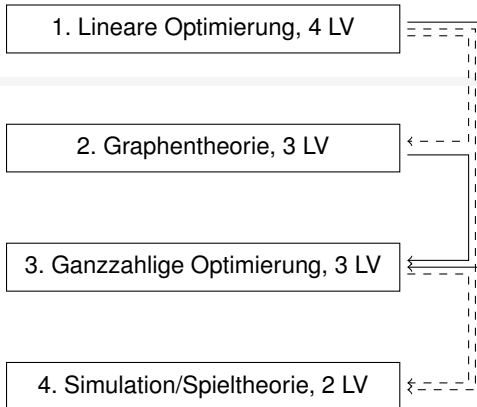 1. Lineare Optimierung, 4 LV
2. Graphentheorie, 3 LV
3. Ganzzahlige Optimierung, 3 LV
4. Simulation/Spieltheorie, 2 LV